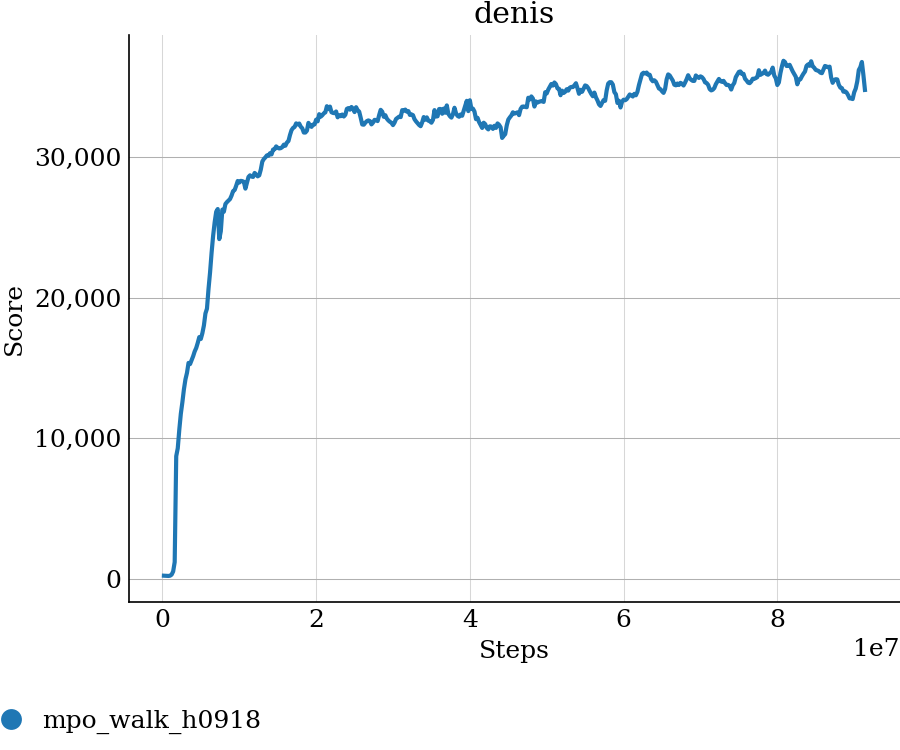 denis
Score
30,000
20,000
10,000
0
0 2 4 6 8
Steps
1e7
mpo_walk_h0918